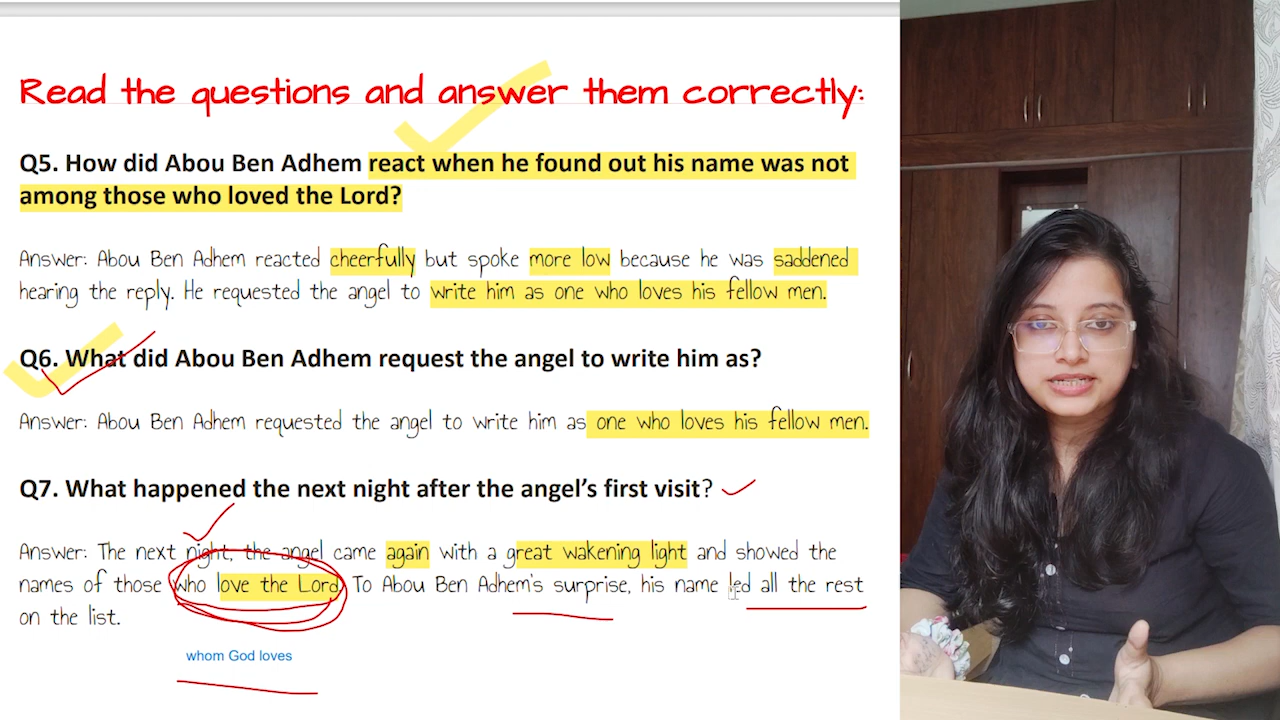 Read the questions and answer them correctly:
Q5. How did Abou Ben Adhem react when he found out his name was not
among those who loved the Lord?
Answer: Abou Ben Adhem reacted cheerfully but spoke more low because he was saddened
hearing the reply. He requested the angel to write him as one who loves his fellow men.
Q6. What did Abou Ben Adhem request the angel to write him as?
Answer: Abou Ben Adhem requested the angel to write him as one who loves his fellow men.
Q7. What happened the next night after the angel's first visit?
Answer: The next night, the angel came again with a great wakening light and showed the
names of those who love the Lord. To Abou Ben Adhem's surprise, his name led all the rest
on the list.
whom God loves